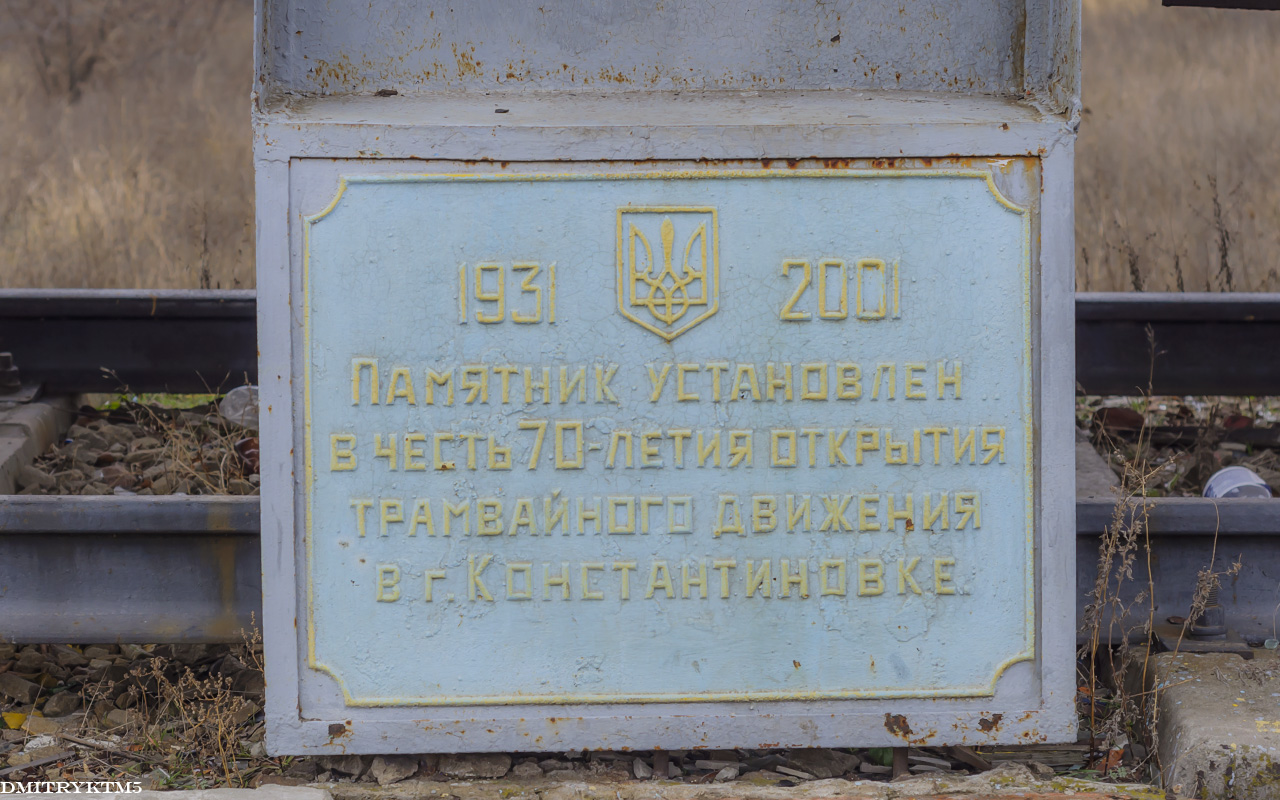 1931 2001
Памятник установлен
в честь 70-летия открытия
трамвайного движения
в г. Константиновке
DMITRYKTM5